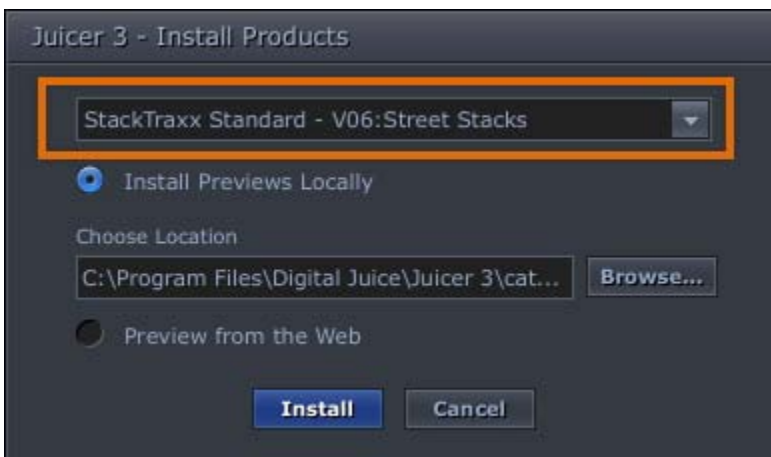 Juicer 3 - Install Products
StackTraxx Standard - V06:Street Stacks
Install Previews Locally
Choose Location
C:\Program Files\Digital Juice\Juicer 3\cat... Browse...
Preview from the Web
Install Cancel